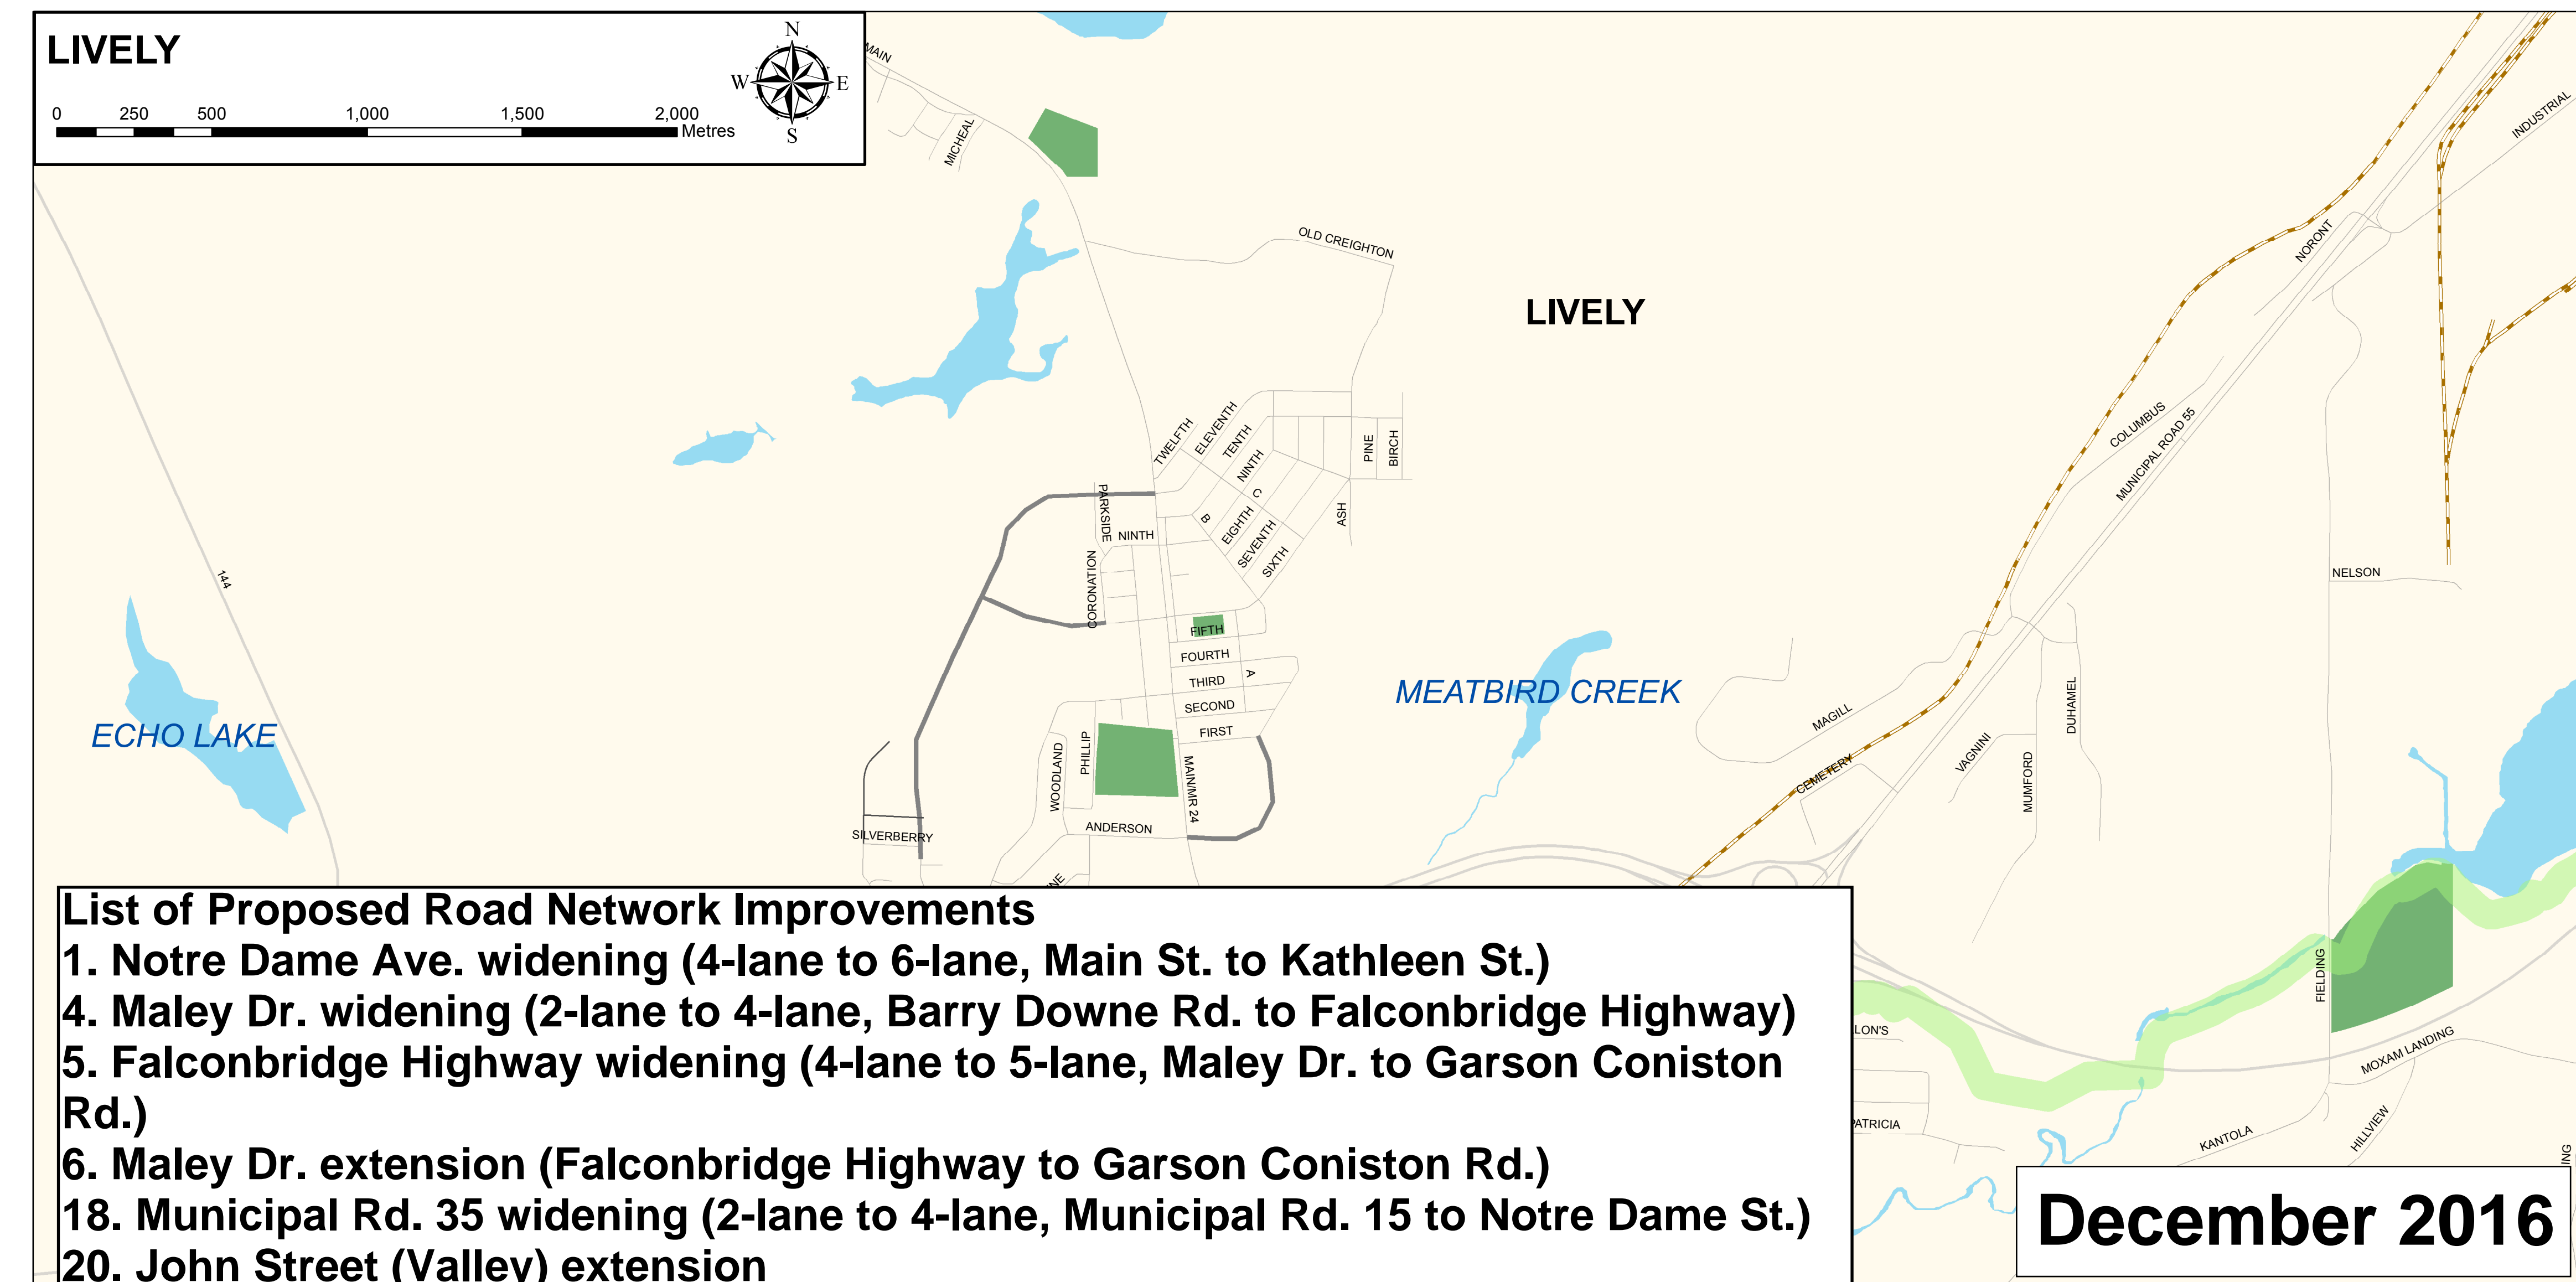 LIVELY
N
W
E
S
0 250 500 1,000 1,500 2,000
Metres
MAIN
MICHEAL
OLD CREIGHTON
LIVELY
INDUSTRIAL
NORONT
COLUMBUS
MUNICIPAL ROAD 55
TWELFTH
ELEVENTH
TENTH
NINTH
C
B
EIGHTH
SEVENTH
SIXTH
PINE
BIRCH
ASH
PARKSIDE
NINTH
CORONATION
144
NELSON
FIFTH
FOURTH
THIRD
A
SECOND
FIRST
MEATBIRD CREEK
ECHO LAKE
MAGILL
CEMETERY
VAGNINI
MUMFORD
DUHAMEL
WOODLAND
PHILLIP
MAIN/MR 24
ANDERSON
SILVERBERRY
NE
List of Proposed Road Network Improvements
1. Notre Dame Ave. widening (4-lane to 6-lane, Main St. to Kathleen St.)
4. Maley Dr. widening (2-lane to 4-lane, Barry Downe Rd. to Falconbridge Highway)
5. Falconbridge Highway widening (4-lane to 5-lane, Maley Dr. to Garson Coniston
Rd.)
6. Maley Dr. extension (Falconbridge Highway to Garson Coniston Rd.)
18. Municipal Rd. 35 widening (2-lane to 4-lane, Municipal Rd. 15 to Notre Dame St.)
20. John Street (Valley) extension
LON'S
PATRICIA
FIELDING
MOXAM LANDING
KANTOLA
HILLVIEW
ING
December 2016